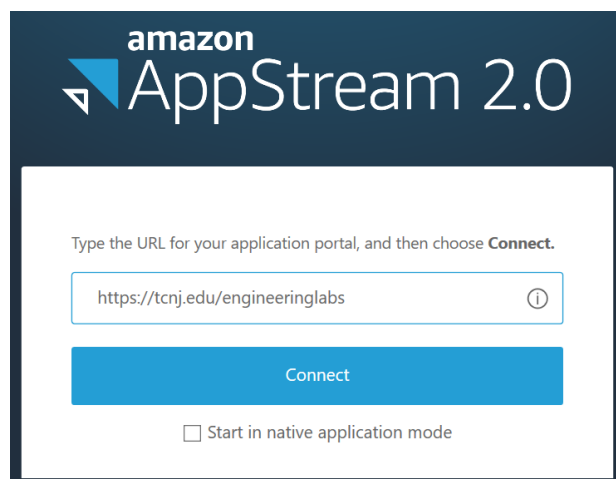 amazon
AppStream 2.0
Type the URL for your application portal, and then choose Connect.
https://tcnj.edu/engineeringlabs
Connect
Start in native application mode